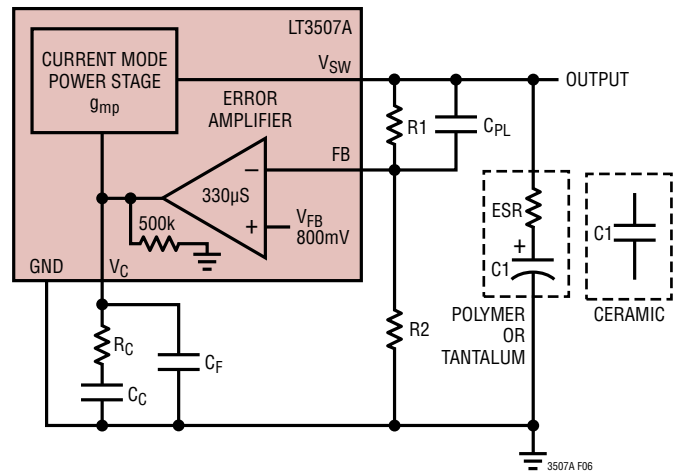 LT3507A
CURRENT MODE
POWER STAGE
gmp
VSW
OUTPUT
ERROR
AMPLIFIER
R1
CPL
FB
−
330µS
+
VFB
800mV
500k
ESR
+
C1
C1
GND
VC
POLYMER
OR
TANTALUM
CERAMIC
R2
RC
CF
CC
3507A F06